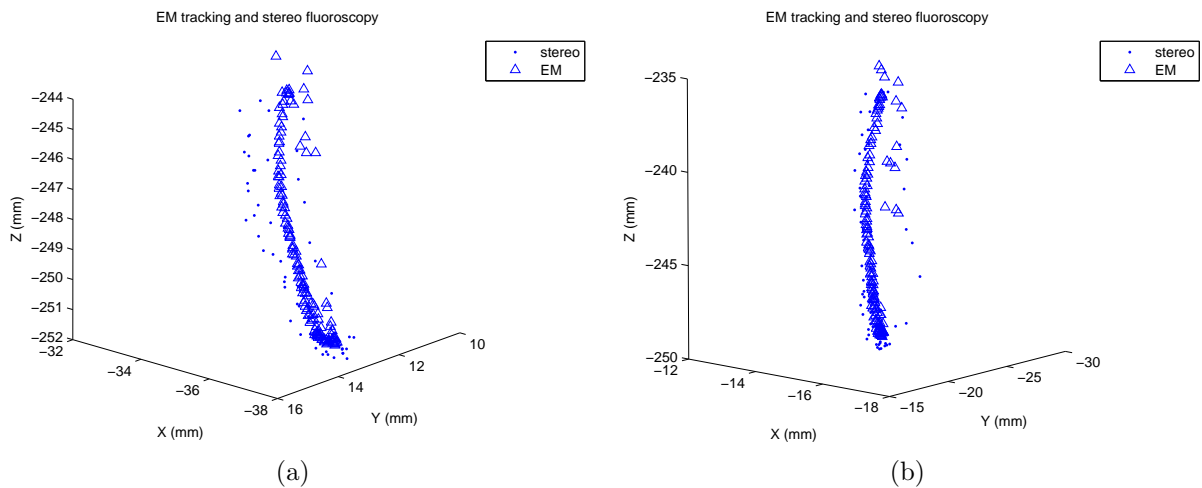 EM tracking and stereo fluoroscopy
stereo
EM
−244
−245
−246
−247
−248
−249
−250
−251
−252
Z (mm)
−32
−34
−36
−38
X (mm)
16
14
12
10
Y (mm)
(a)
EM tracking and stereo fluoroscopy
stereo
EM
−235
−240
−245
−250
Z (mm)
−12
−14
−16
−18
X (mm)
−15
−20
−25
−30
Y (mm)
(b)